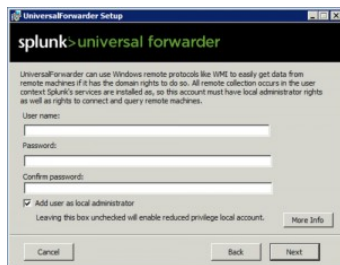 UniversalForwarder Setup
splunk>universal forwarder
UniversalForwarder can use Windows remote protocols like WMI to easily get data from
remote machines if it has the domain rights to do so. All remote collection occurs in the user
context Splunk's services are installed as, so this account must have local administrator rights
as well as rights to connect and query remote machines.
User name:
Password:
Confirm password:
Add user as local administrator
Leaving this box unchecked will enable reduced privilege local account.
More Info
Cancel
Back
Next